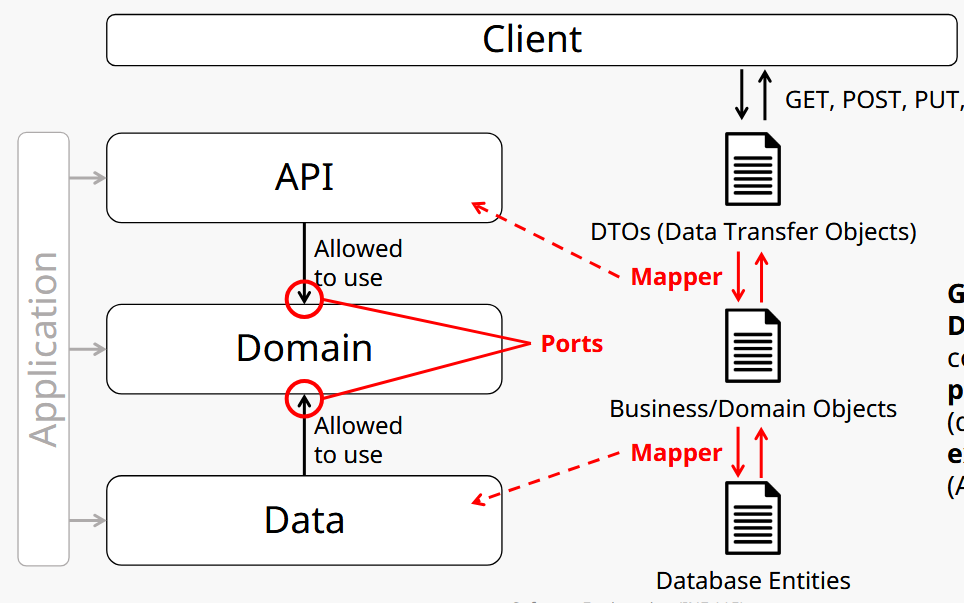 Client
GET, POST, PUT,
API
DTOs (Data Transfer Objects)
Allowed
to use
Mapper
Application
Domain
Ports
Business/Domain Objects
Allowed
to use
Mapper
Data
Database Entities